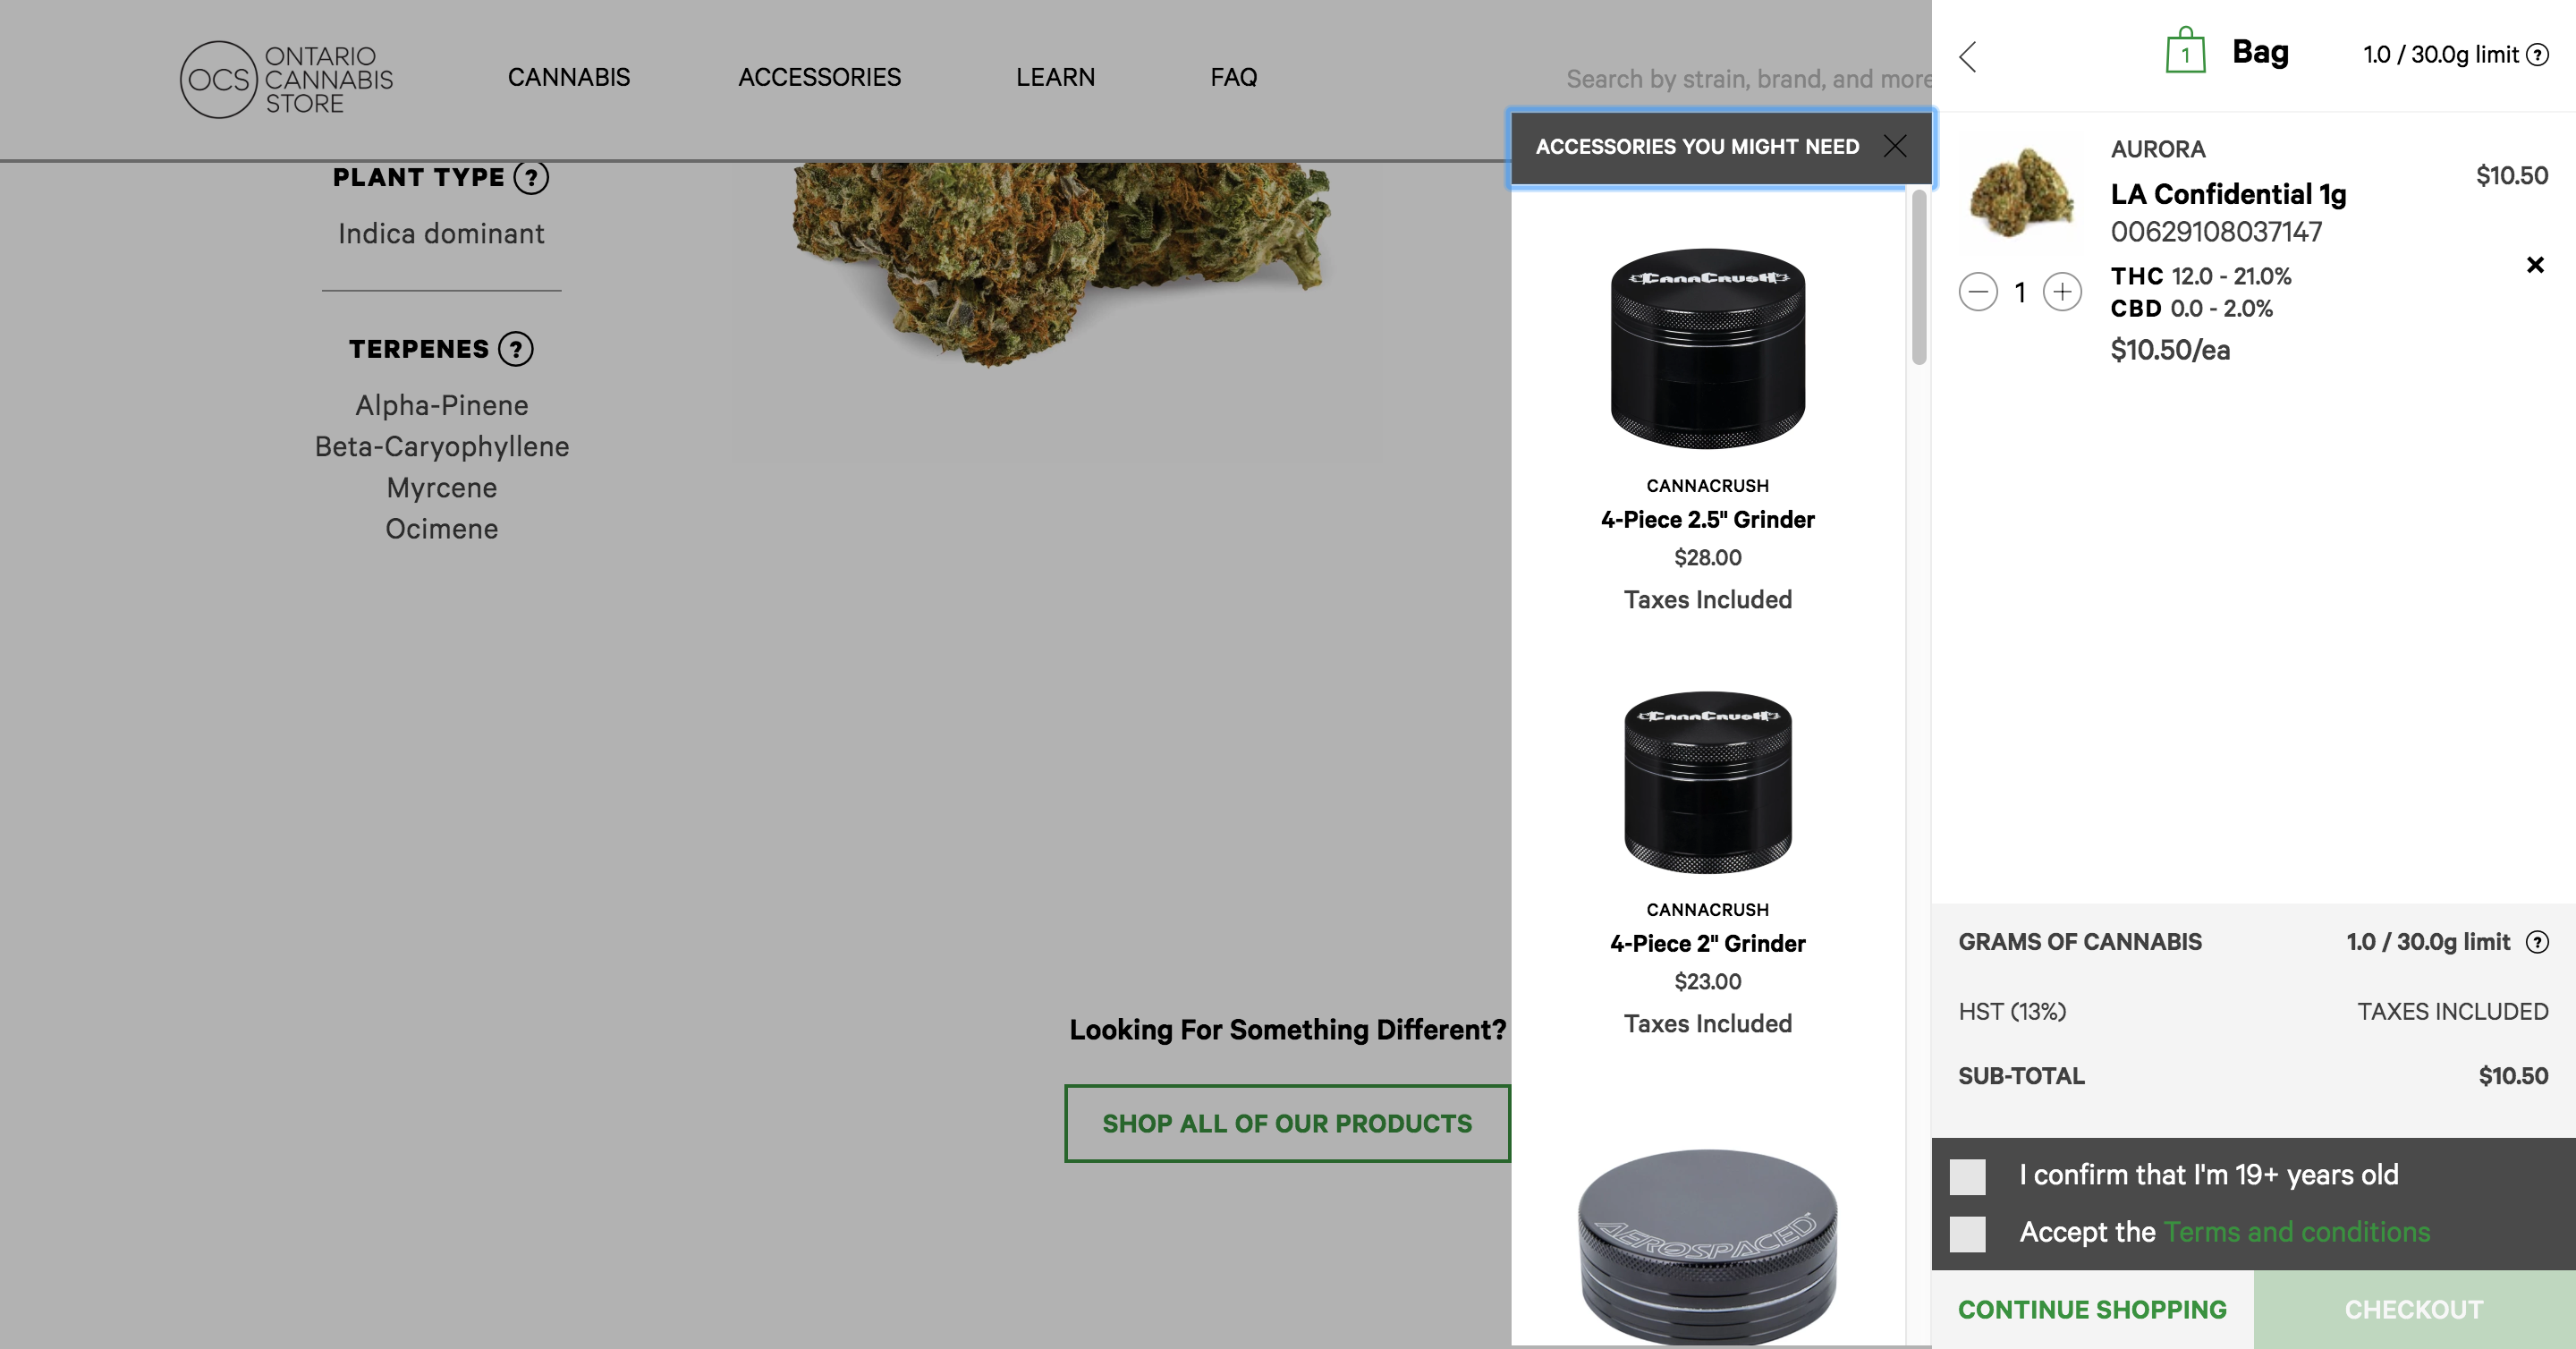 OCS
ONTARIO
CANNABIS
STORE
CANNABIS
ACCESSORIES
LEARN
FAQ
Search by strain, brand, and more
PLANT TYPE ?
Indica dominant
TERPENES ?
Alpha-Pinene
Beta-Caryophyllene
Myrcene
Ocimene
Looking For Something Different?
SHOP ALL OF OUR PRODUCTS
ACCESSORIES YOU MIGHT NEED
CANNACRUSH
CANNACRUSH
4-Piece 2.5" Grinder
$28.00
Taxes Included
CANNACRUSH
CANNACRUSH
4-Piece 2" Grinder
$23.00
Taxes Included
AEROSPACED
1
Bag
1.0 / 30.0g limit ?
AURORA
$10.50
LA Confidential 1g
00629108037147
THC 12.0 - 21.0%
1
CBD 0.0 - 2.0%
$10.50/ea
GRAMS OF CANNABIS 1.0 / 30.0g limit ?
HST (13%) TAXES INCLUDED
SUB-TOTAL $10.50
I confirm that I'm 19+ years old
Accept the Terms and conditions
CONTINUE SHOPPING
CHECKOUT